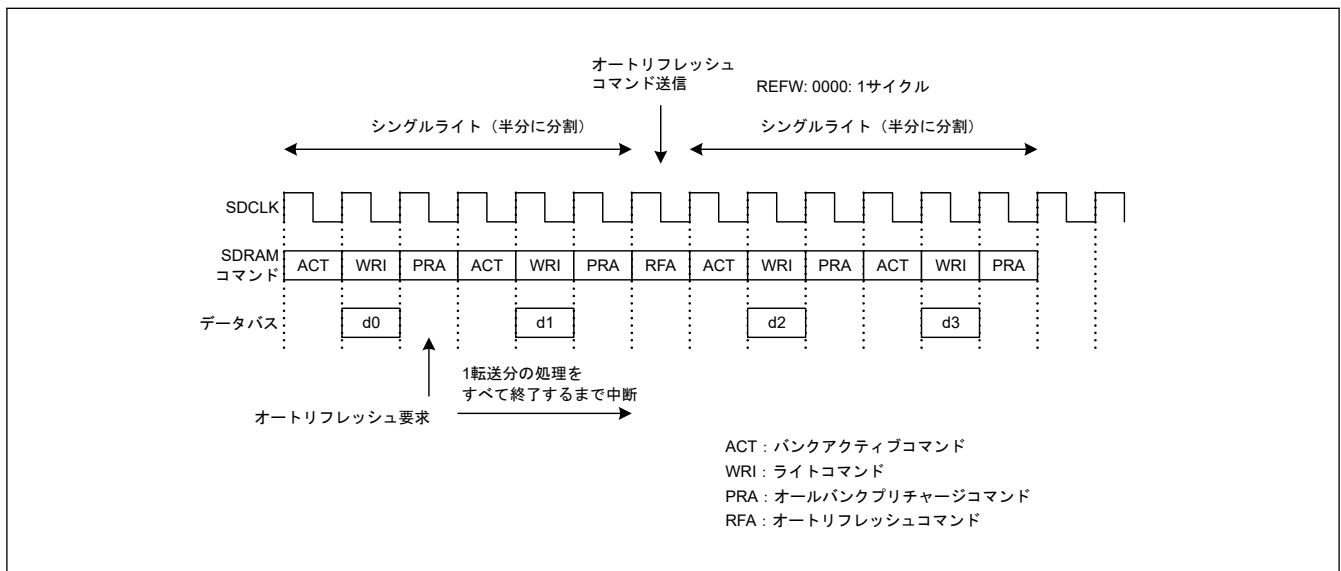 オートリフレッシュ
コマンド送信
REFW: 0000: 1サイクル
シングルライト（半分に分割）
シングルライト（半分に分割）
SDCLK
SDRAM
コマンド
ACT WRI PRA ACT WRI PRA RFA ACT WRI PRA ACT WRI PRA
データバス
d0 d1 d2 d3
1転送分の処理を
すべて終了するまで中断
オートリフレッシュ要求
ACT：バンクアクティブコマンド
WRI：ライトコマンド
PRA：オールバンクプリチャージコマンド
RFA：オートリフレッシュコマンド